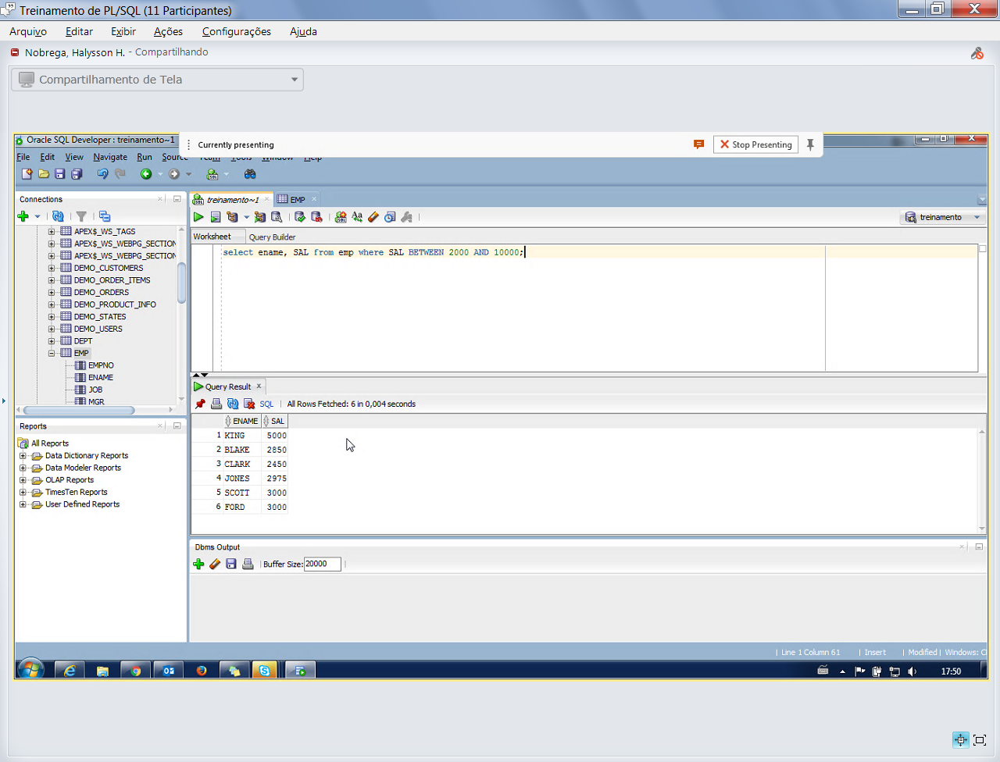 Treinamento de PL/SQL (11 Participantes)
Arquivo Editar Exibir Ações Configurações Ajuda
Nobrega, Halysson H. - Compartilhando
Compartilhamento de Tela
Oracle SQL Developer : treinamento~1
Currently presenting
Stop Presenting
File Edit View Navigate Run Source Team Tools Window Help
Connections
treinamento~1
EMP
treinamento
Worksheet Query Builder
APEX$_WS_TAGS
APEX$_WS_WEBPG_SECTION
APEX$_WS_WEBPG_SECTION
DEMO_CUSTOMERS
DEMO_ORDER_ITEMS
DEMO_ORDERS
DEMO_PRODUCT_INFO
DEMO_STATES
DEMO_USERS
DEPT
EMP
EMPNO
ENAME
JOB
MGR
select ename, SAL from emp where SAL BETWEEN 2000 AND 10000;
Query Result
SQL | All Rows Fetched: 6 in 0,004 seconds
ENAME SAL
1 KING 5000
2 BLAKE 2850
3 CLARK 2450
4 JONES 2975
5 SCOTT 3000
6 FORD 3000
Reports
All Reports
Data Dictionary Reports
Data Modeler Reports
OLAP Reports
TimesTen Reports
User Defined Reports
Dbms Output
Buffer Size: 20000
| Line 1 Column 61 | Insert | Modified | Windows: C
17:50